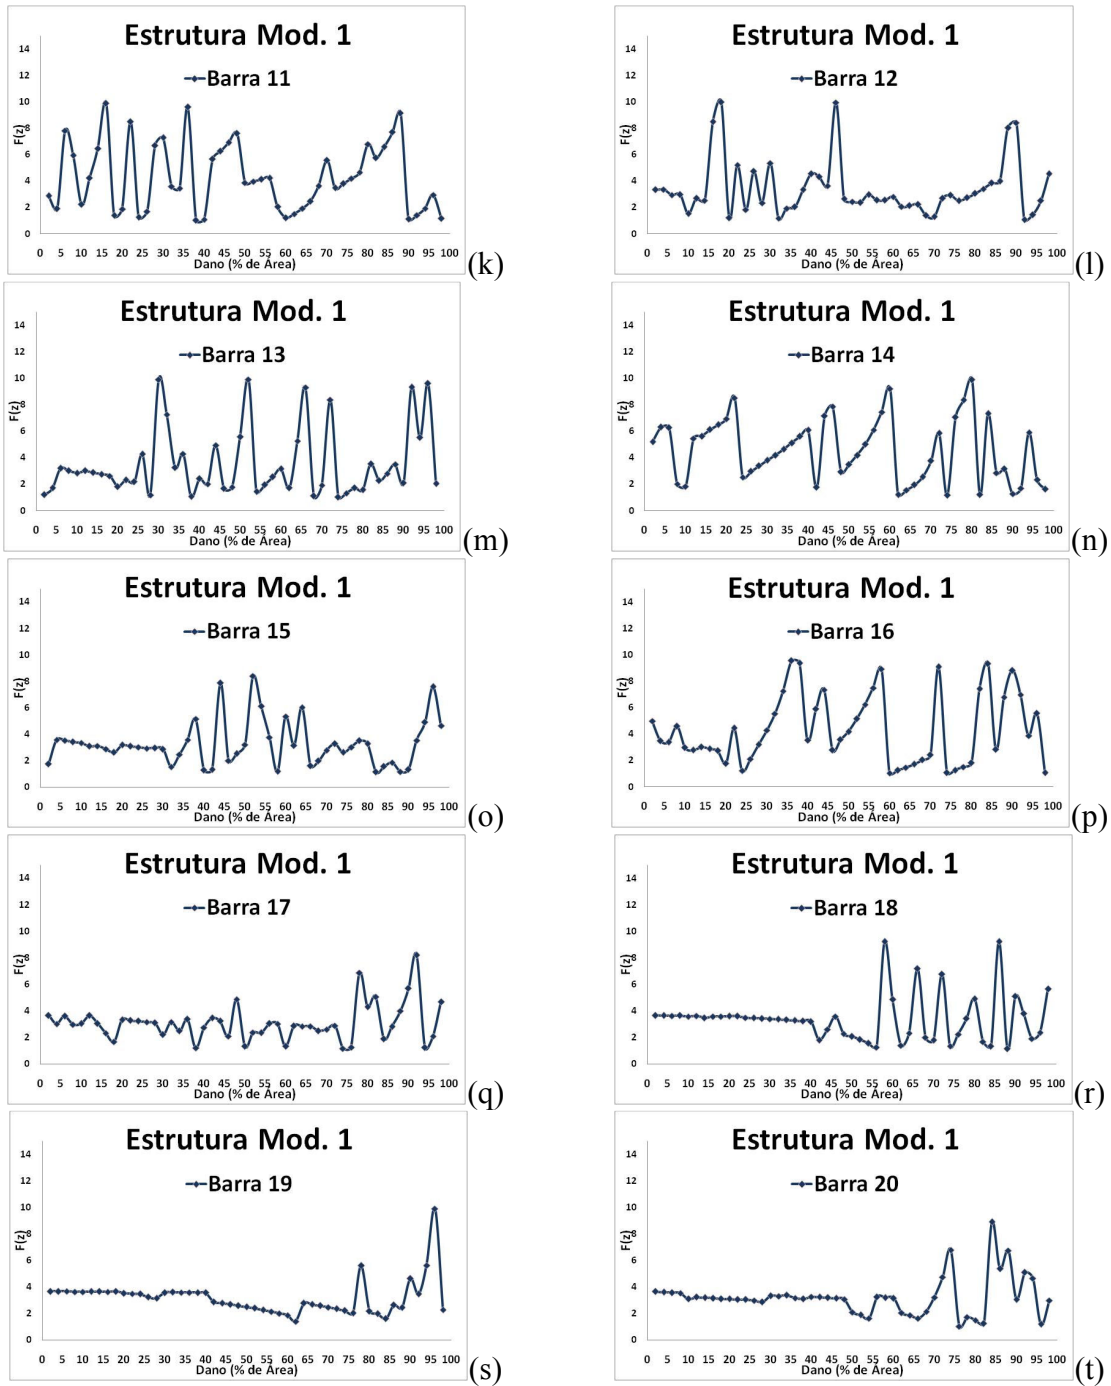 Estrutura Mod. 1
Barra 11
F(z)
14
12
10
8
6
4
2
0
0 5 10 15 20 25 30 35 40 45 50 55 60 65 70 75 80 85 90 95 100
Dano (% de Área)
(k)
Estrutura Mod. 1
Barra 12
F(z)
14
12
10
8
6
4
2
0
0 5 10 15 20 25 30 35 40 45 50 55 60 65 70 75 80 85 90 95 100
Dano (% de Área)
(l)
Estrutura Mod. 1
Barra 13
F(z)
14
12
10
8
6
4
2
0
0 5 10 15 20 25 30 35 40 45 50 55 60 65 70 75 80 85 90 95 100
Dano (% de Área)
(m)
Estrutura Mod. 1
Barra 14
F(z)
14
12
10
8
6
4
2
0
0 5 10 15 20 25 30 35 40 45 50 55 60 65 70 75 80 85 90 95 100
Dano (% de Área)
(n)
Estrutura Mod. 1
Barra 15
F(z)
14
12
10
8
6
4
2
0
0 5 10 15 20 25 30 35 40 45 50 55 60 65 70 75 80 85 90 95 100
Dano (% de Área)
(o)
Estrutura Mod. 1
Barra 16
F(z)
14
12
10
8
6
4
2
0
0 5 10 15 20 25 30 35 40 45 50 55 60 65 70 75 80 85 90 95 100
Dano (% de Área)
(p)
Estrutura Mod. 1
Barra 17
F(z)
14
12
10
8
6
4
2
0
0 5 10 15 20 25 30 35 40 45 50 55 60 65 70 75 80 85 90 95 100
Dano (% de Área)
(q)
Estrutura Mod. 1
Barra 18
F(z)
14
12
10
8
6
4
2
0
0 5 10 15 20 25 30 35 40 45 50 55 60 65 70 75 80 85 90 95 100
Dano (% de Área)
(r)
Estrutura Mod. 1
Barra 19
F(z)
14
12
10
8
6
4
2
0
0 5 10 15 20 25 30 35 40 45 50 55 60 65 70 75 80 85 90 95 100
Dano (% de Área)
(s)
Estrutura Mod. 1
Barra 20
F(z)
14
12
10
8
6
4
2
0
0 5 10 15 20 25 30 35 40 45 50 55 60 65 70 75 80 85 90 95 100
Dano (% de Área)
(t)